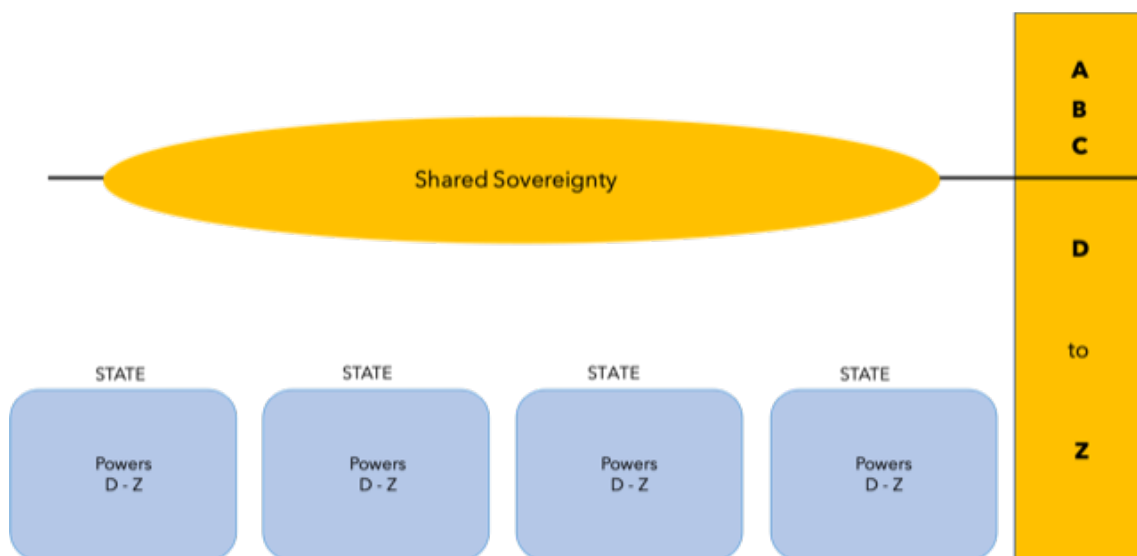 A
B
C
Shared Sovereignty
D
to
Z
STATE
STATE
STATE
STATE
Powers
D - Z
Powers
D - Z
Powers
D - Z
Powers
D - Z